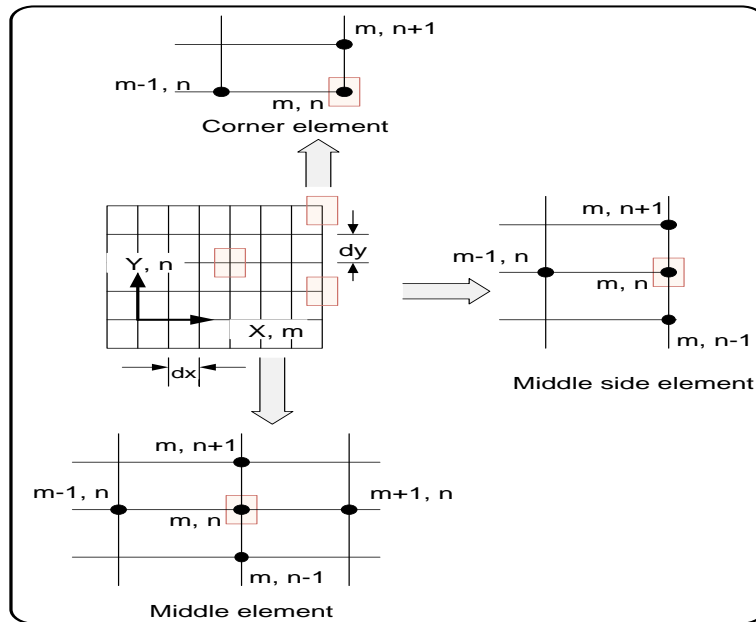 m, n+1
m-1, n
m, n
Corner element
dy
Y, n
X, m
dx
m, n+1
m-1, n
m, n
m, n-1
Middle side element
m, n+1
m-1, n
m+1, n
m, n
m, n-1
Middle element